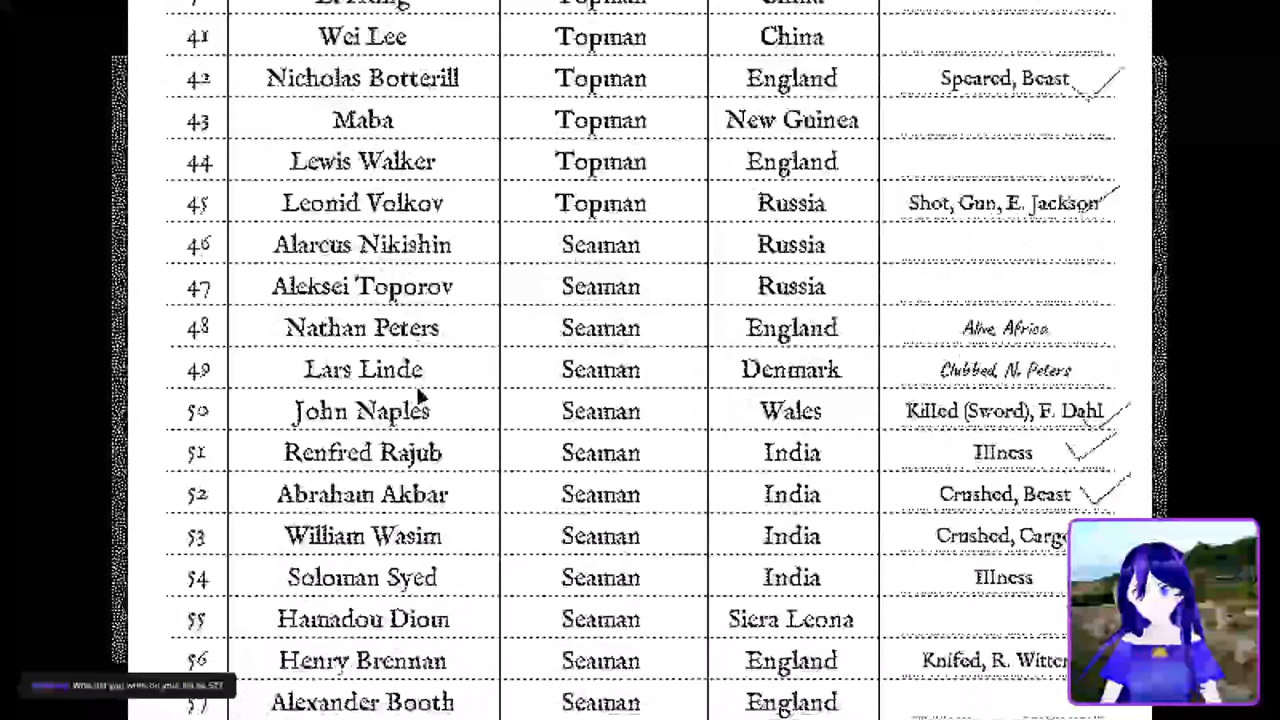 41 Wei Lee Topman China
42 Nicholas Botterill Topman England Speared, Beast
43 Maba Topman New Guinea
44 Lewis Walker Topman England
45 Leonid Volkov Topman Russia Shot, Gun, E. Jackson
46 Alarcus Nikishin Seaman Russia
47 Aleksei Toporov Seaman Russia
48 Nathan Peters Seaman England Alive, Africa
49 Lars Linde Seaman Denmark Clubbed, N. Peters
50 John Naples Seaman Wales Killed (Sword), F. Dahl
51 Renfred Rajub Seaman India Illness
52 Abraham Akbar Seaman India Crushed, Beast
53 William Wasim Seaman India Crushed, Cargo
54 Soloman Syed Seaman India Illness
55 Hamadou Diom Seaman Siera Leona
56 Henry Brennan Seaman England Knifed, R. Witter
57 Alexander Booth Seaman England